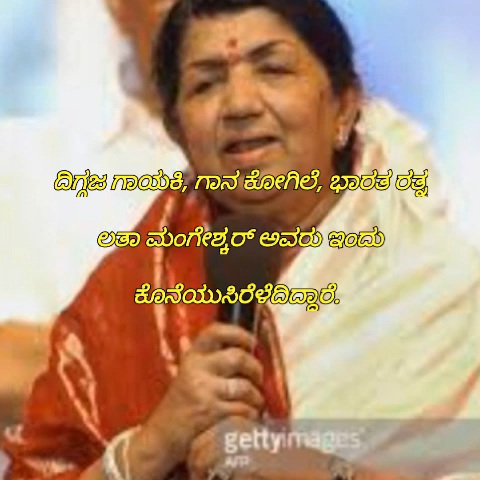 ದಿಗ್ಗಜ ಗಾಯಕಿ, ಗಾನ ಕೋಗಿಲೆ, ಭಾರತ ರತ್ನ
ಲತಾ ಮಂಗೇಶ್ಕರ್ ಅವರು ಇಂದು
ಕೊನೆಯುಸಿರೆಳೆದಿದ್ದಾರೆ.
gettyimages
AFP